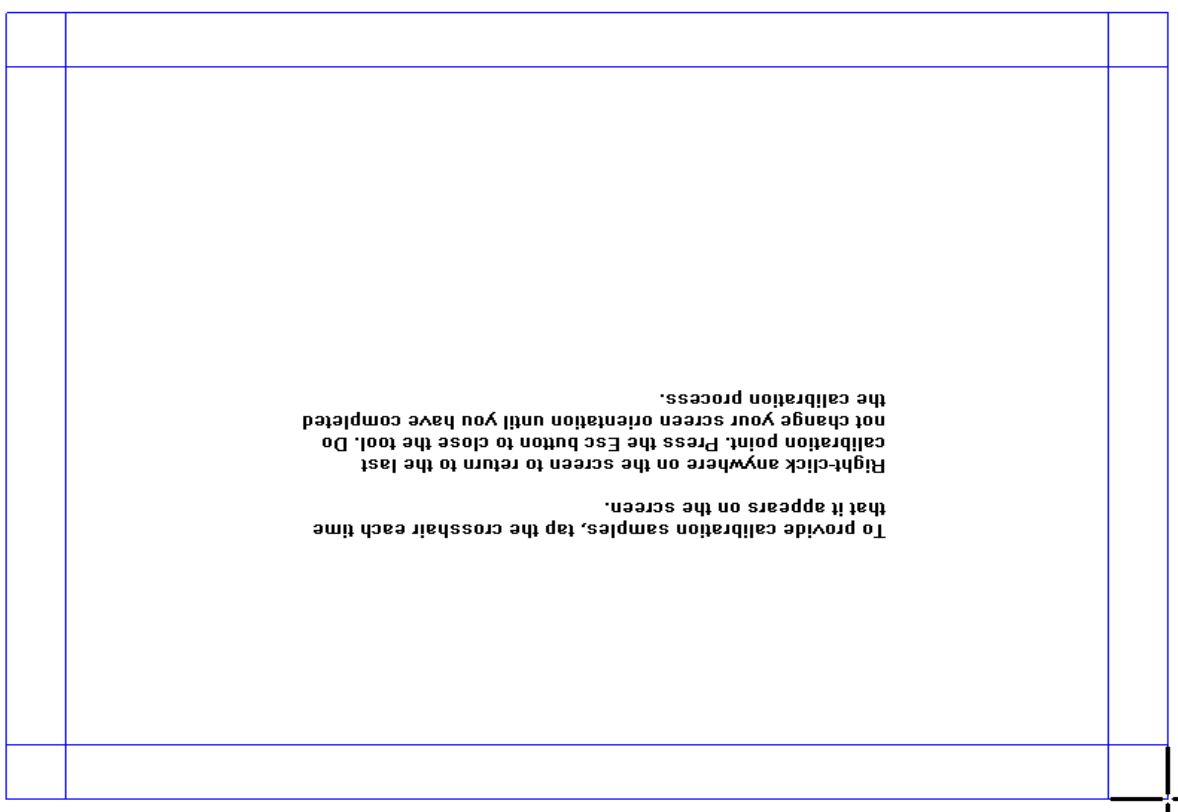 To provide calibration samples, tap the crosshair each time
that it appears on the screen.
Right-click anywhere on the screen to return to the last
calibration point. Press the Esc button to close the tool. Do
not change your screen orientation until you have completed
the calibration process.